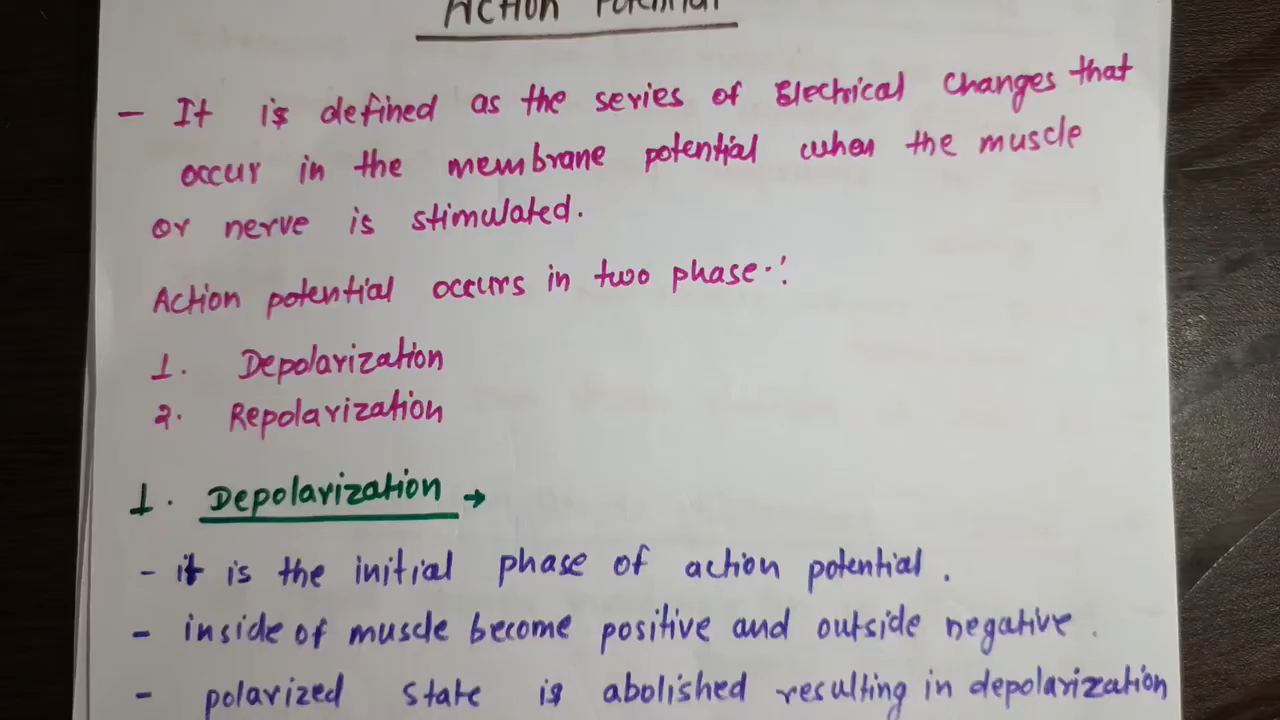 Action Potential
- It is defined as the series of Electrical Changes that
occur in the membrane potential when the muscle
or nerve is stimulated.
Action potential occurs in two phase:
1. Depolarization
2. Repolarization
1. Depolarization →
- it is the initial phase of action potential.
- inside of muscle become positive and outside negative.
- polarized state is abolished resulting in depolarization